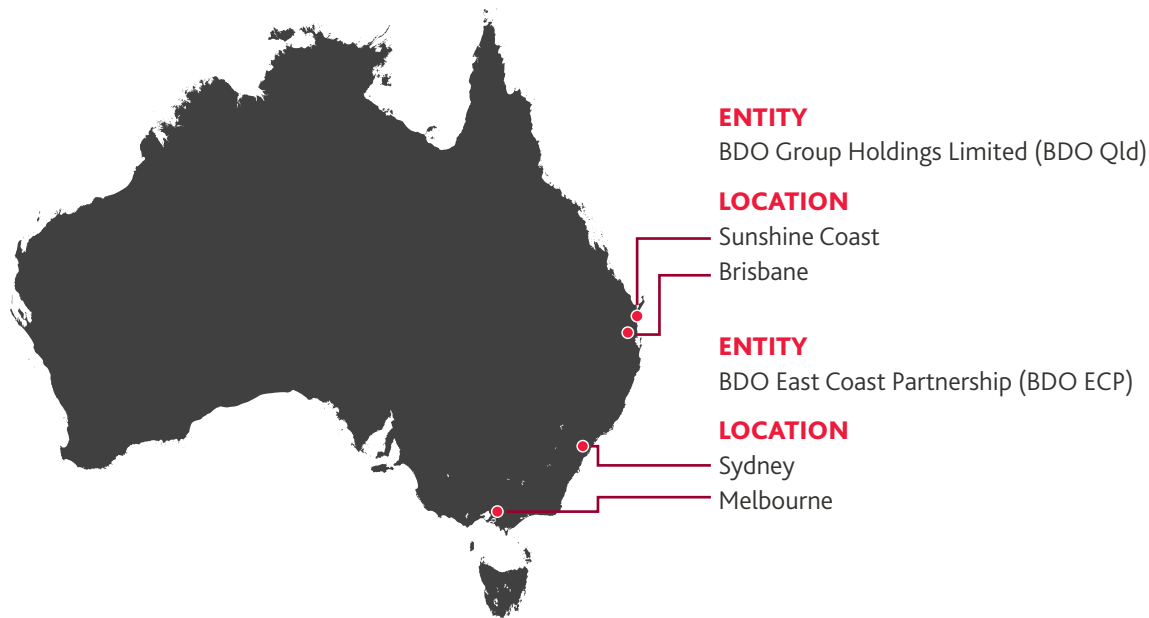 ENTITY
BDO Group Holdings Limited (BDO Qld)
LOCATION
Sunshine Coast
Brisbane
ENTITY
BDO East Coast Partnership (BDO ECP)
LOCATION
Sydney
Melbourne